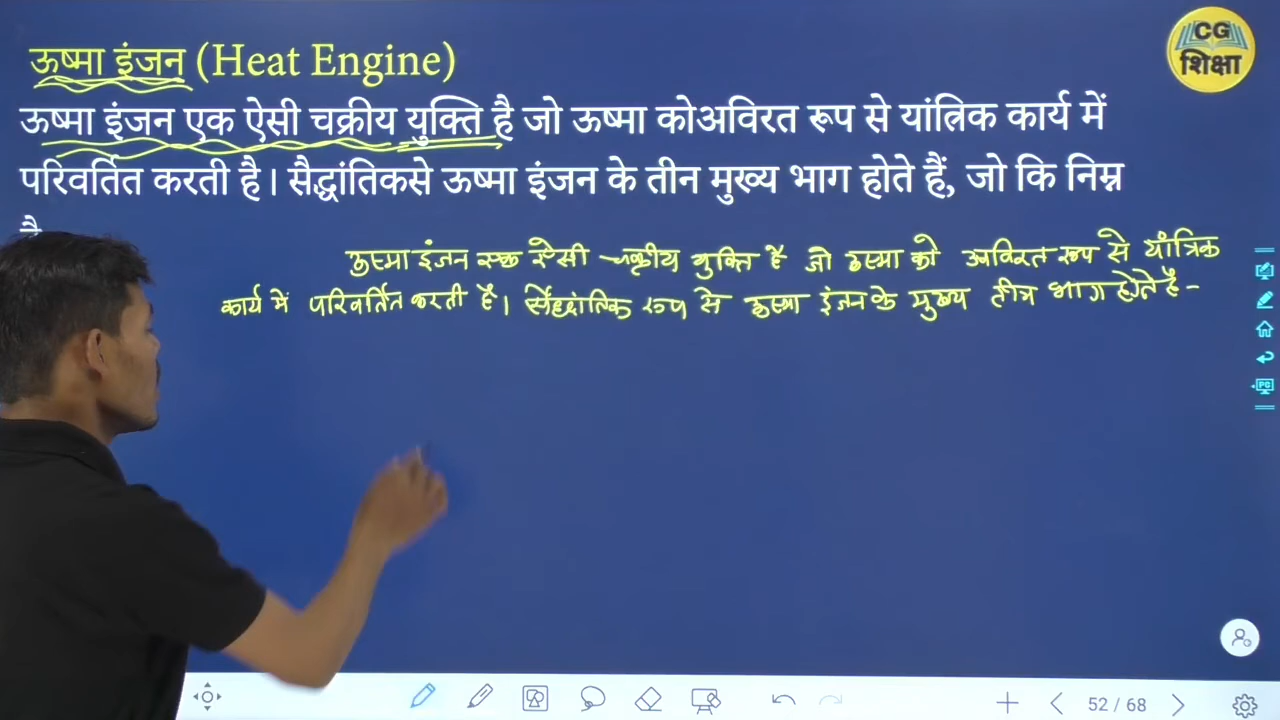 ऊष्मा इंजन (Heat Engine)
CG
शिक्षा
ऊष्मा इंजन एक ऐसी चक्रीय युक्ति है जो ऊष्मा कोअविरत रूप से यांत्रिक कार्य में
परिवर्तित करती है। सैद्धांतिकसे ऊष्मा इंजन के तीन मुख्य भाग होते हैं, जो कि निम्न
ऊष्मा इंजन एक ऐसी चक्रीय युक्ति है जो ऊष्मा को अविरत रूप से यांत्रिक
कार्य में परिवर्तित करती है। सैद्धांतिक रूप से ऊष्मा इंजन के मुख्य तीन भाग होते है -
PC
52 / 68